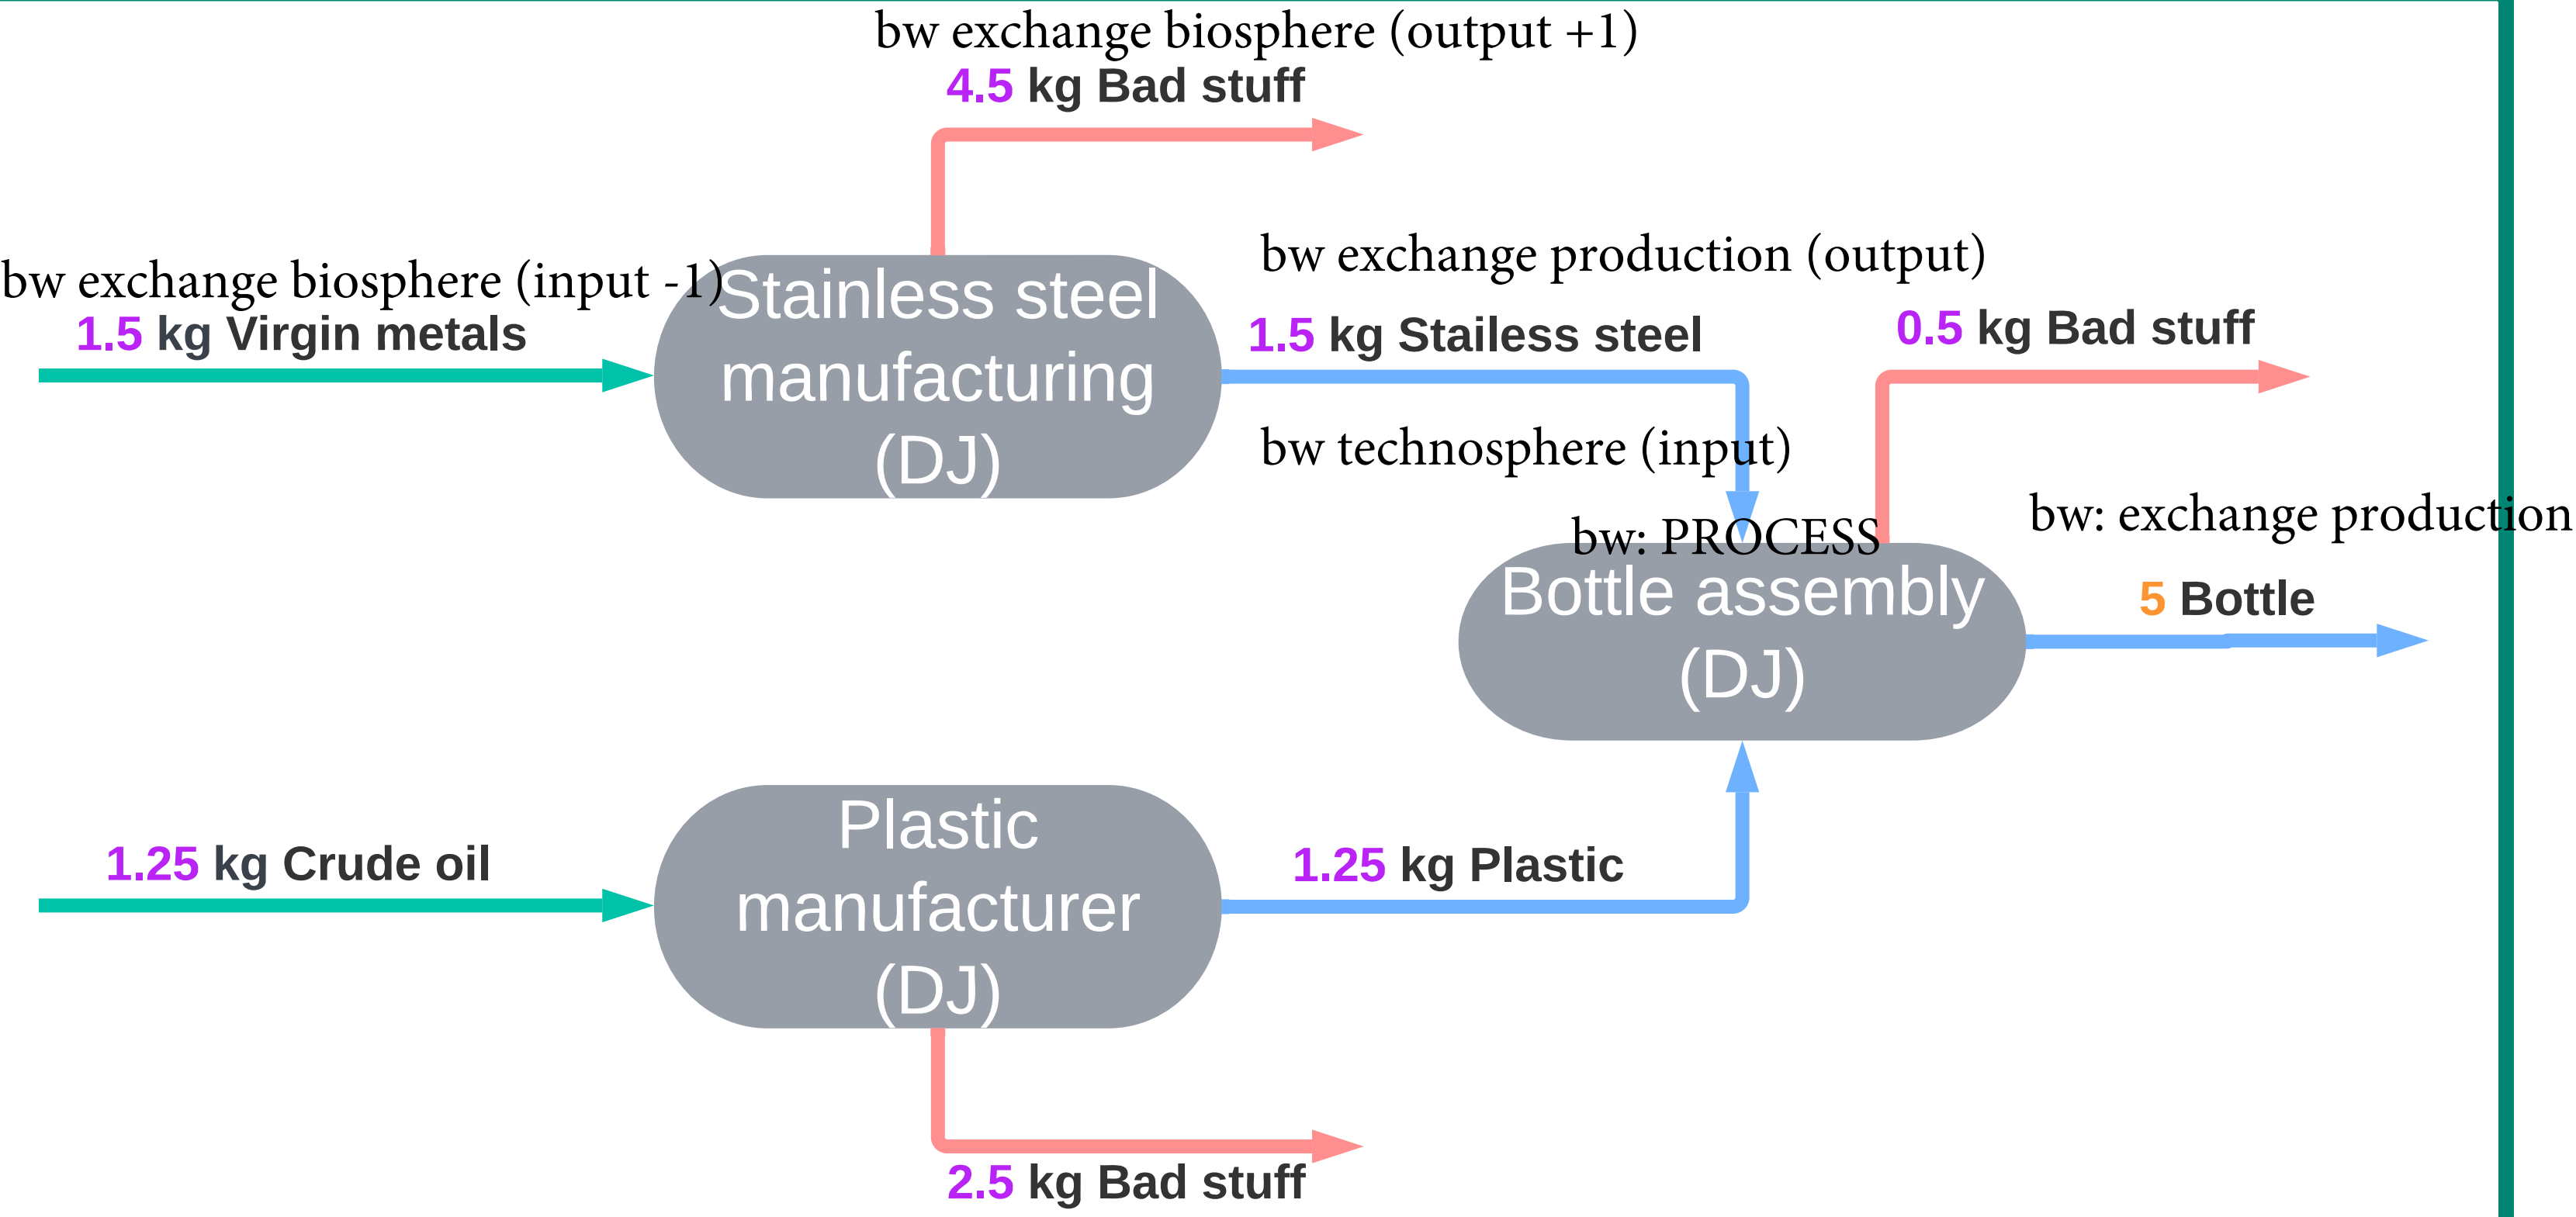 bw exchange biosphere (output +1)
4.5 kg Bad stuff
bw exchange biosphere (input -1)
1.5 kg Virgin metals
Stainless steel
manufacturing
(DJ)
bw exchange production (output)
1.5 kg Stailess steel
0.5 kg Bad stuff
bw technosphere (input)
bw: PROCESS
Bottle assembly
(DJ)
bw: exchange production
5 Bottle
1.25 kg Crude oil
Plastic
manufacturer
(DJ)
1.25 kg Plastic
2.5 kg Bad stuff